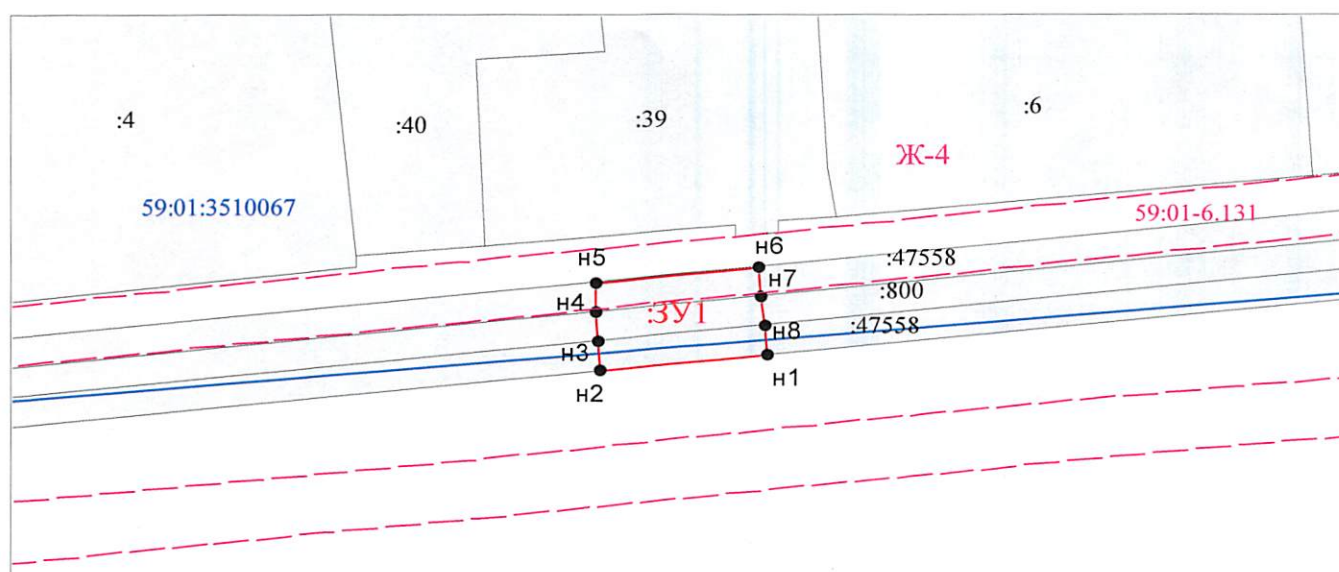 :4
:40
:39
:6
Ж-4
59:01:3510067
59:01-6.131
н5
н6
:47558
н7
:800
н4
:ЗУ1
н8
:47558
н3
н2
н1